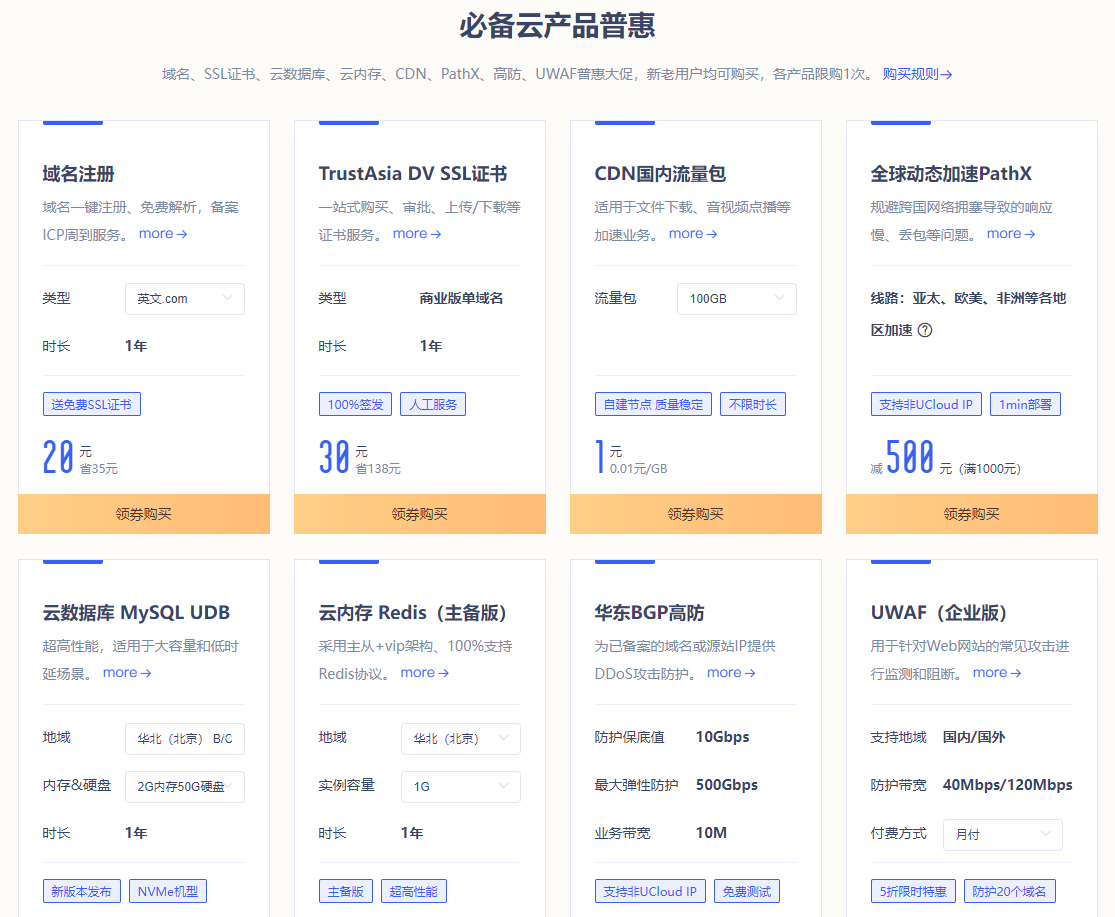 必备云产品普惠
域名、SSL证书、云数据库、云内存、CDN、PathX、高防、UWAF普惠大促，新老用户均可购买，各产品限购1次。 购买规则→
域名注册
域名一键注册、免费解析，备案
ICP周到服务。 more→
类型 英文.com
时长 1年
送免费SSL证书
20 元
省35元
领券购买
TrustAsia DV SSL证书
一站式购买、审批、上传/下载等
证书服务。 more→
类型 商业版单域名
时长 1年
100%签发 人工服务
30 元
省138元
领券购买
CDN国内流量包
适用于文件下载、音视频点播等
加速业务。 more→
流量包 100GB
自建节点 质量稳定 不限时长
1 元
0.01元/GB
领券购买
全球动态加速PathX
规避跨国网络拥塞导致的响应
慢、丢包等问题。 more→
线路：亚太、欧美、非洲等各地
区加速 ?
支持非UCloud IP 1min部署
减 500 元（满1000元）
领券购买
云数据库 MySQL UDB
超高性能，适用于大容量和低时
延场景。 more→
地域 华北（北京） B/C
内存&硬盘 2G内存50G硬盘
时长 1年
新版本发布 NVMe机型
云内存 Redis（主备版）
采用主从+vip架构、100%支持
Redis协议。 more→
地域 华北（北京）
实例容量 1G
时长 1年
主备版 超高性能
华东BGP高防
为已备案的域名或源站IP提供
DDoS攻击防护。 more→
防护保底值 10Gbps
最大弹性防护 500Gbps
业务带宽 10M
支持非UCloud IP 免费测试
UWAF（企业版）
用于针对Web网站的常见攻击进
行监测和阻断。 more→
支持地域 国内/国外
防护带宽 40Mbps/120Mbps
付费方式 月付
5折限时特惠 防护20个域名